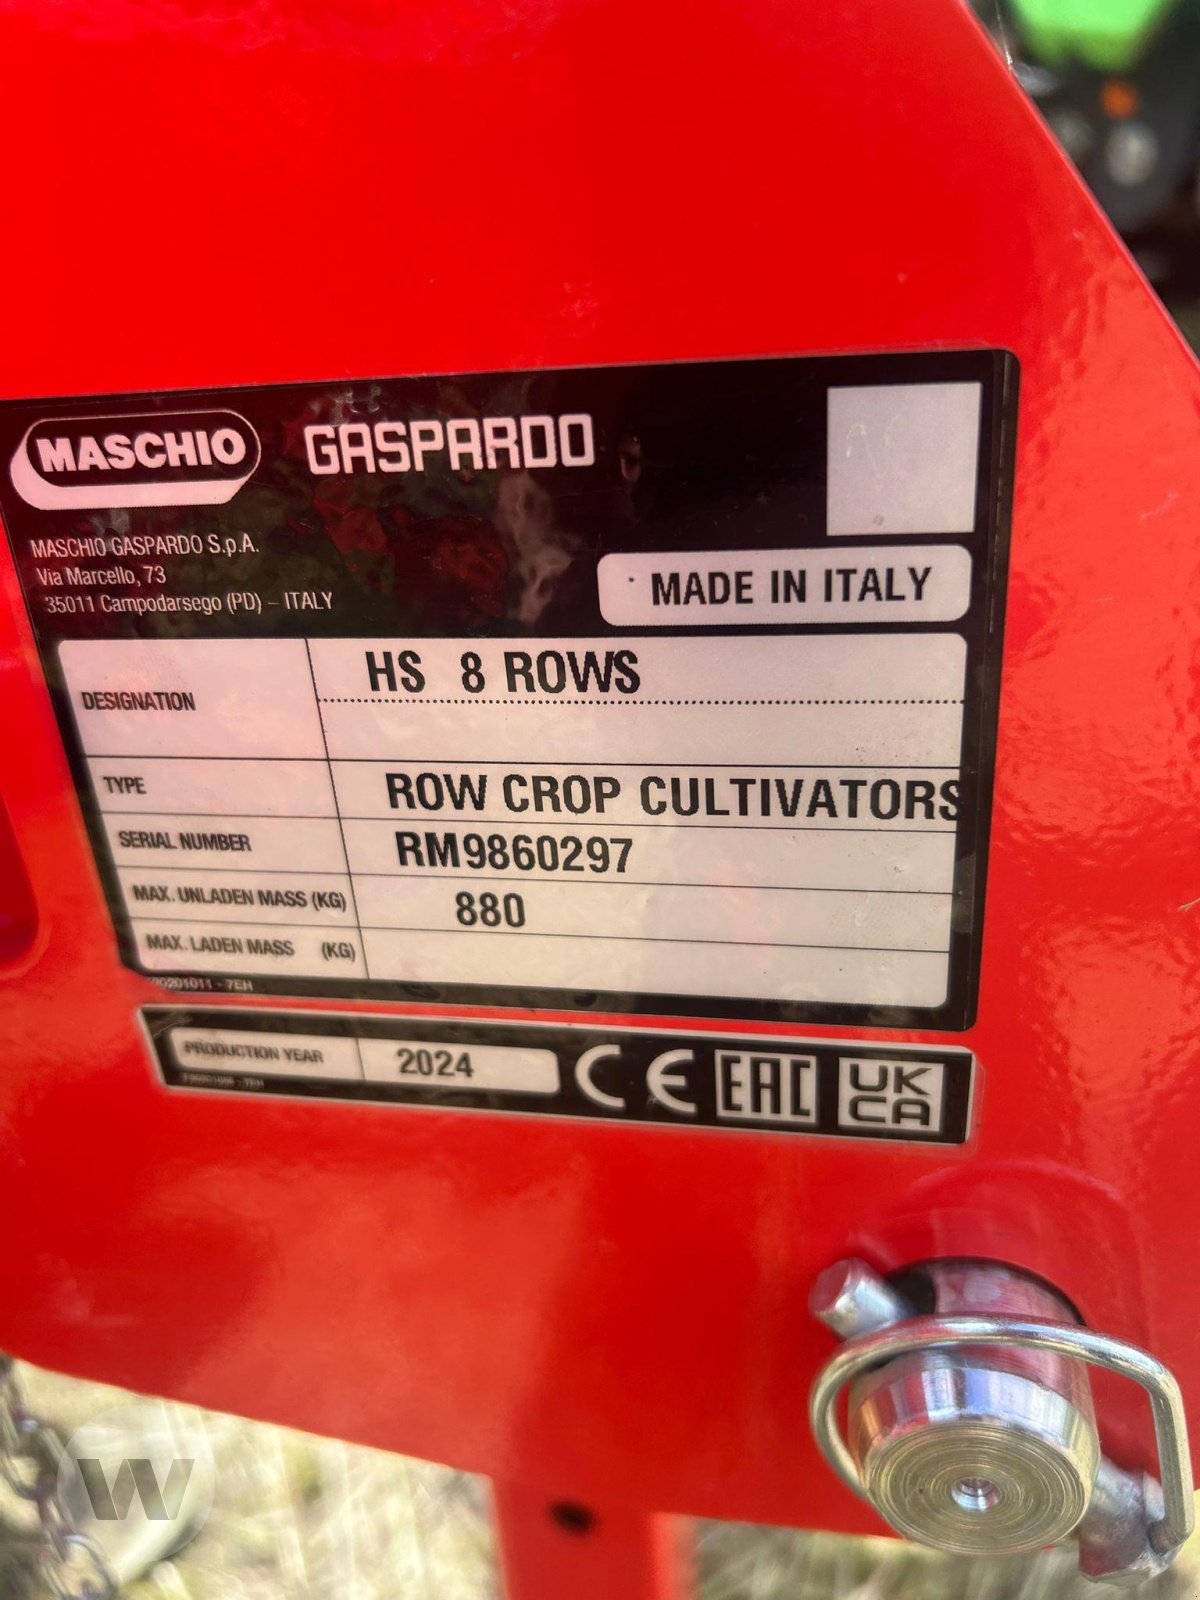 MASCHIO GASPARDO
MASCHIO GASPARDO S.p.A.
Via Marcello, 73
35011 Campodarsego (PD) – ITALY
MADE IN ITALY
DESIGNATION HS 8 ROWS
TYPE ROW CROP CULTIVATORS
SERIAL NUMBER RM9860297
MAX. UNLADEN MASS (KG) 880
MAX. LADEN MASS (KG)
PRODUCTION YEAR 2024 CE EAC UK
CA
W